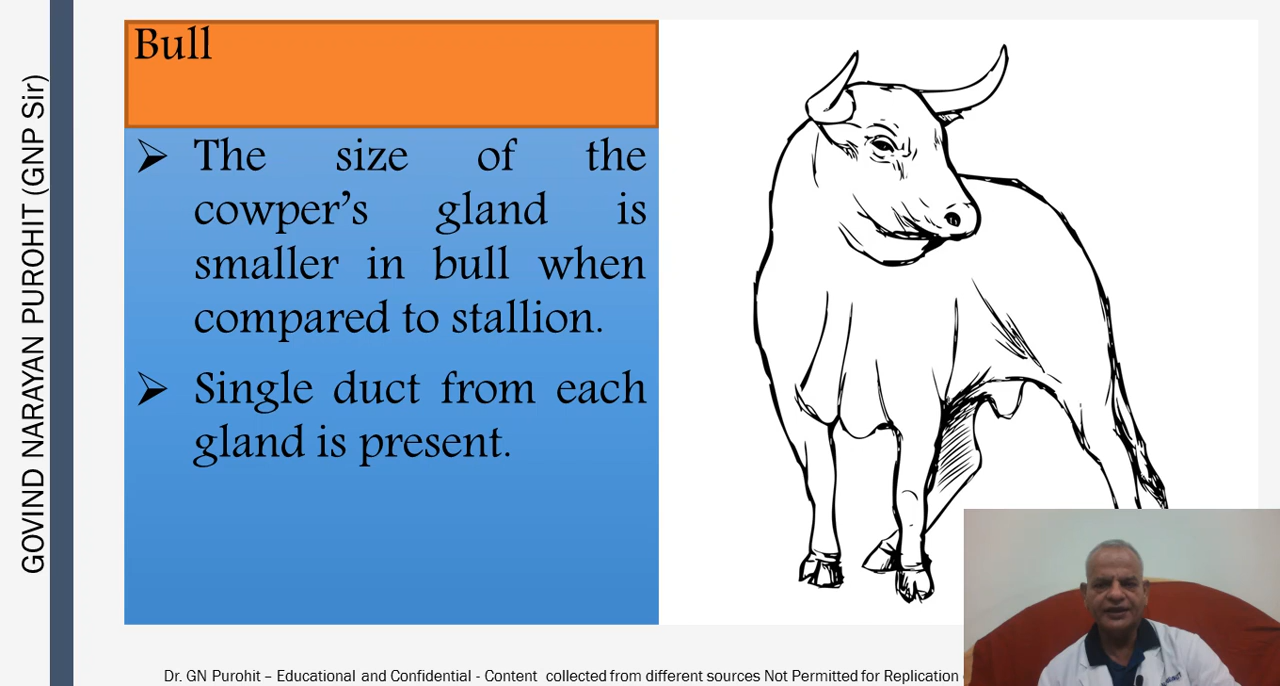 GOVIND NARAYAN PUROHIT (GNP Sir)
Bull
➢ The size of the
cowper's gland is
smaller in bull when
compared to stallion.
➢ Single duct from each
gland is present.
Dr. GN Purohit – Educational and Confidential - Content collected from different sources Not Permitted for Replication